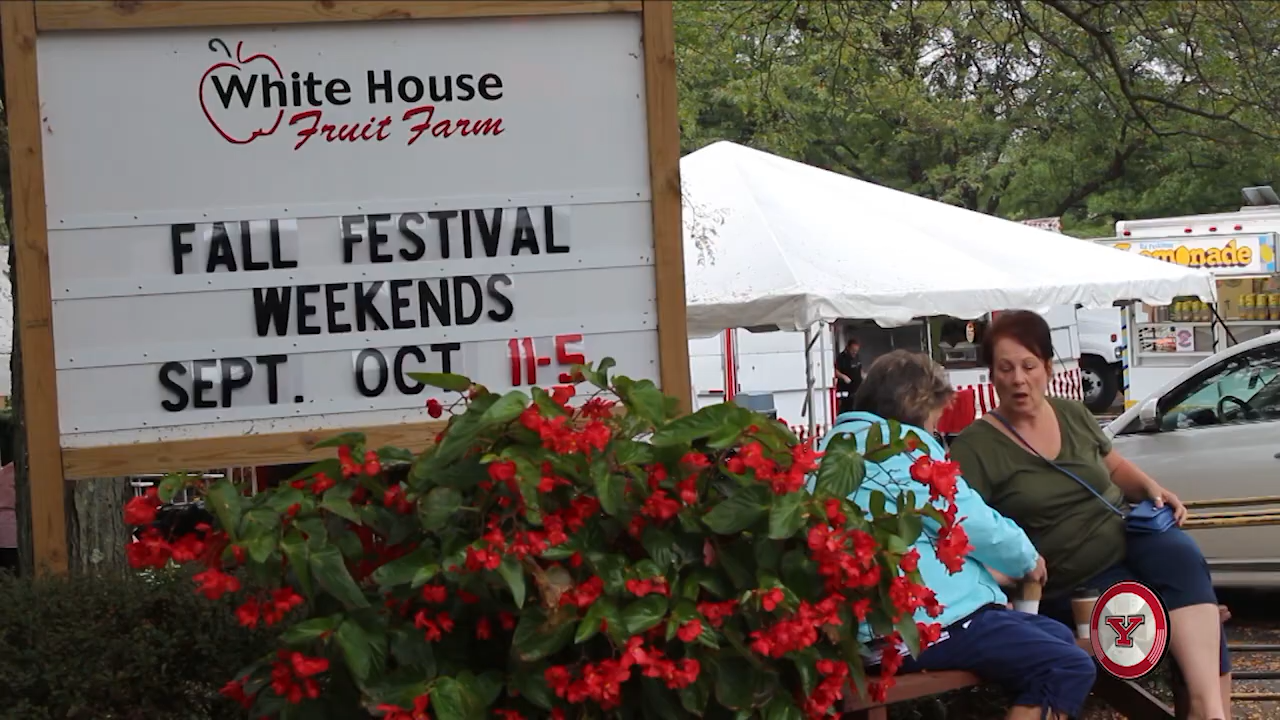 White House
Fruit Farm
FALL FESTIVAL
WEEKENDS
SEPT. OCT 11-5
Lemonade
Y